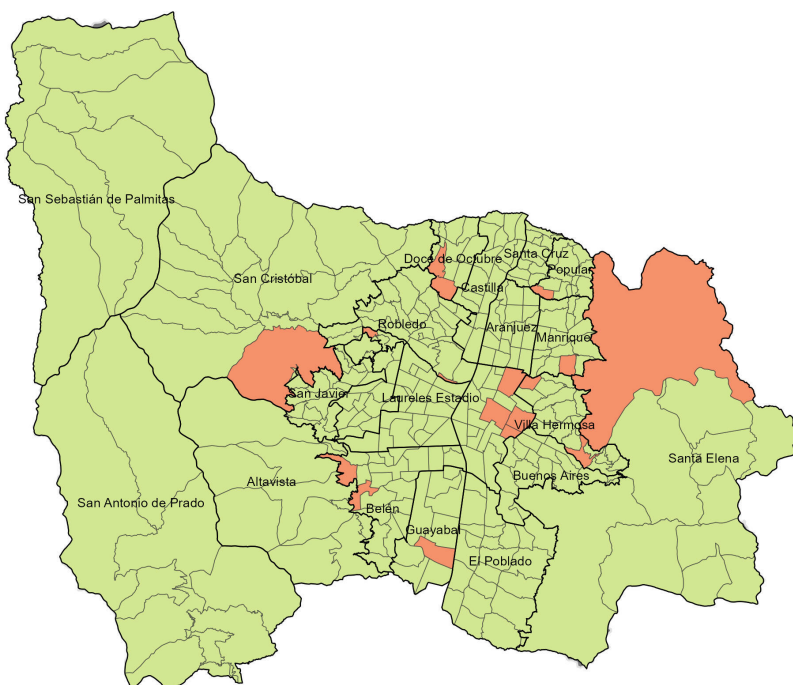 San Sebastián de Palmitas
San Cristóbal
Doce de Octubre
Santa Cruz
Popular
Castilla
Robledo
Aranjuez
Manrique
San Javier
Laureles Estadio
Villa Hermosa
Santa Elena
Buenos Aires
Altavista
San Antonio de Prado
Belén
Guayabal
El Poblado